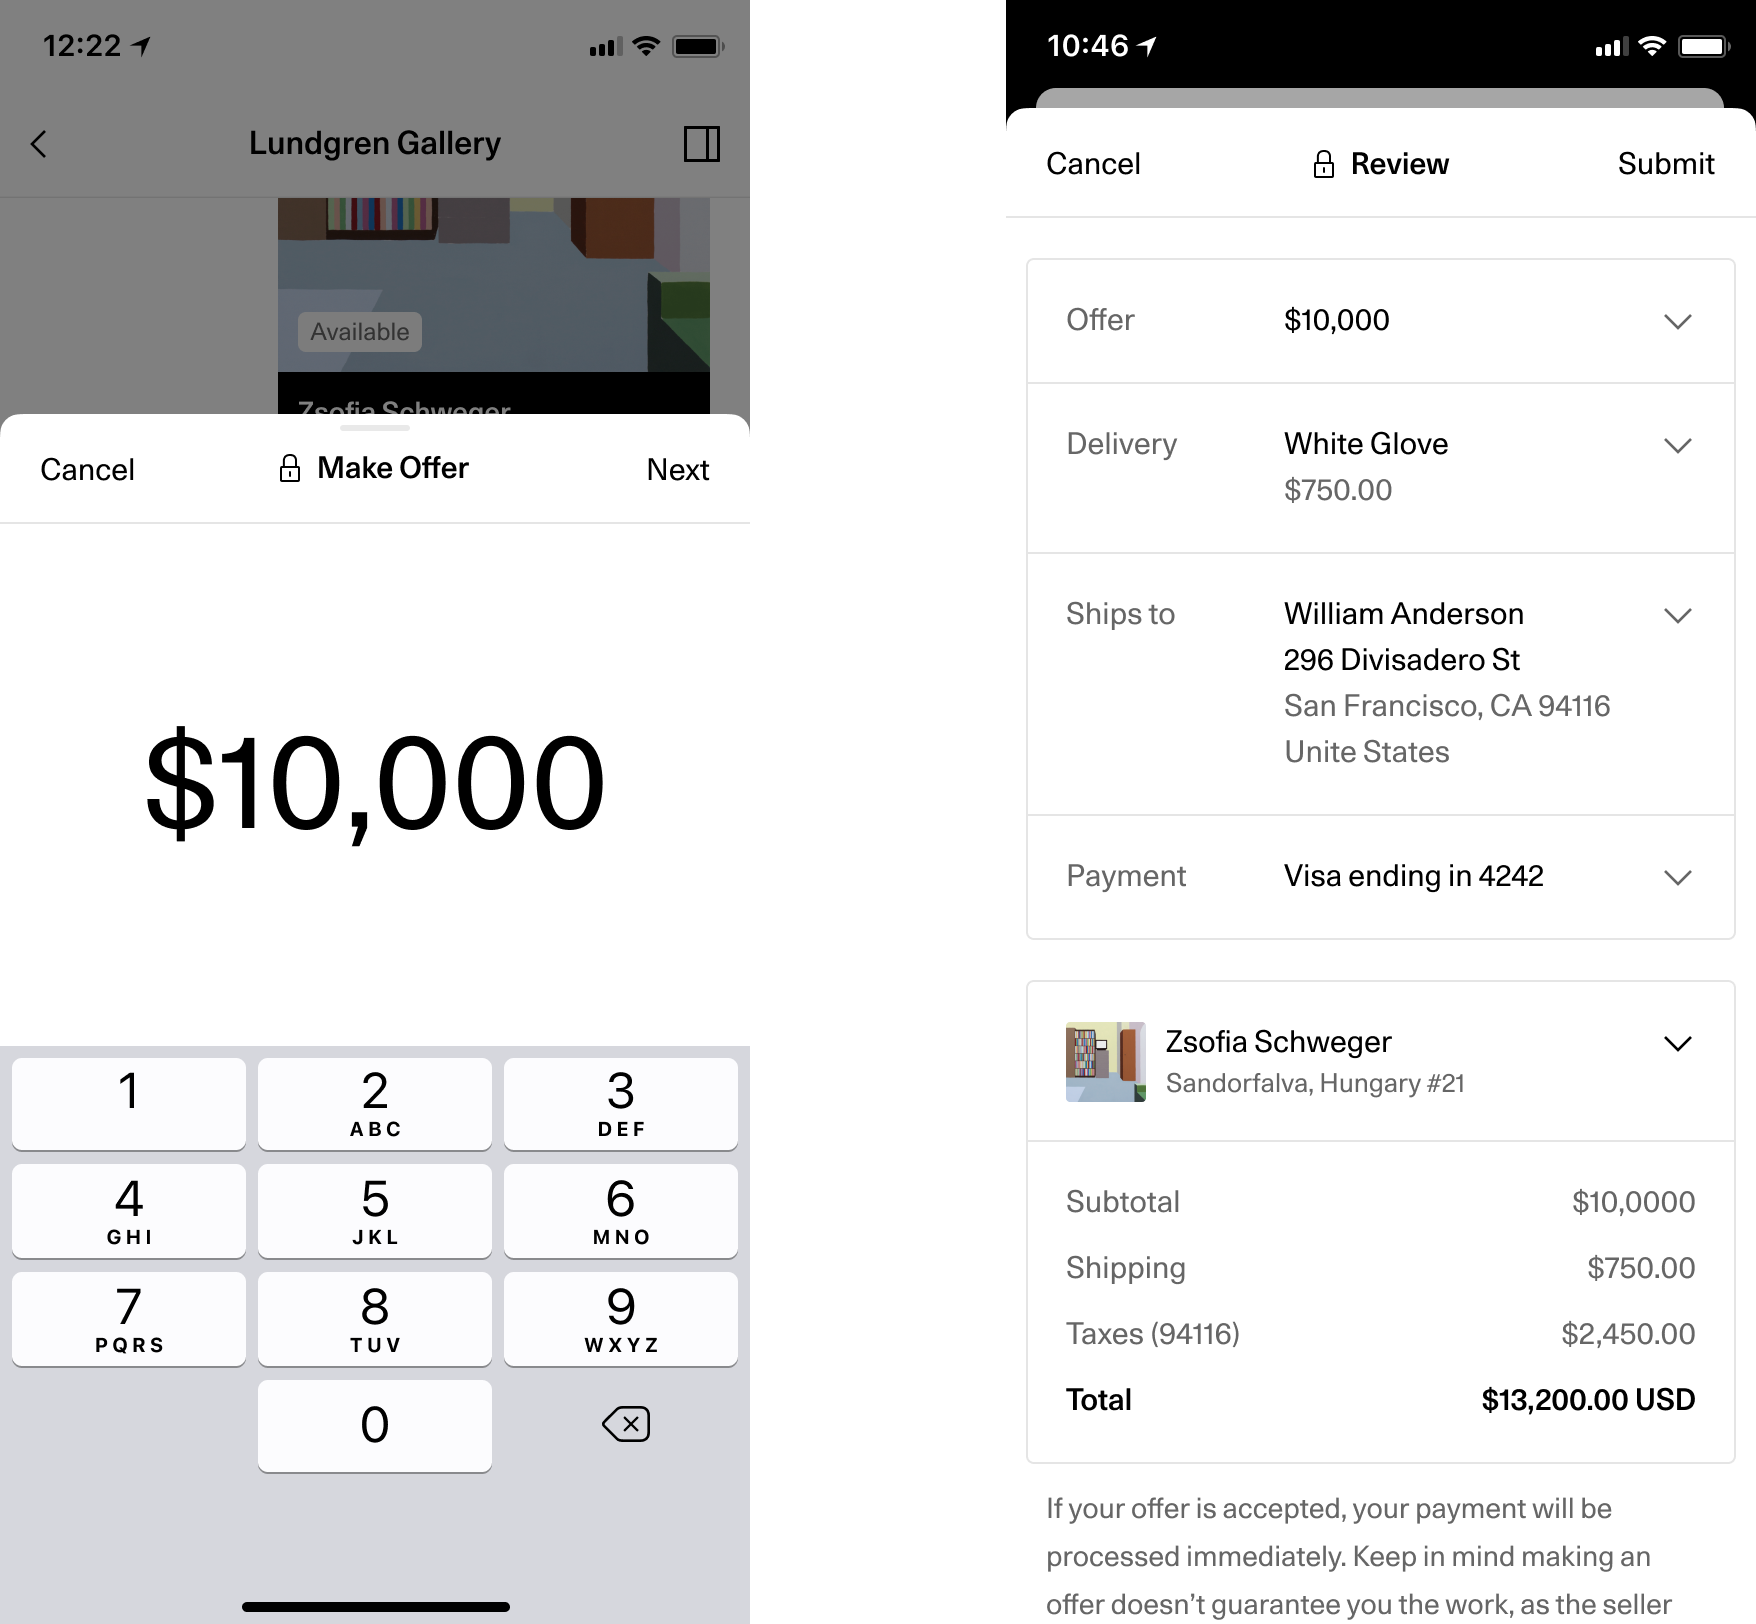 12:22
Lundgren Gallery
Available
Zsofia Schweger
Cancel
Make Offer
Next
$10,000
1
2
ABC
3
DEF
4
GHI
5
JKL
6
MNO
7
PQRS
8
TUV
9
WXYZ
0
10:46
Cancel
Review
Submit
Offer
$10,000
Delivery
White Glove
$750.00
Ships to
William Anderson
296 Divisadero St
San Francisco, CA 94116
Unite States
Payment
Visa ending in 4242
Zsofia Schweger
Sandorfalva, Hungary #21
Subtotal
$10,0000
Shipping
$750.00
Taxes (94116)
$2,450.00
Total
$13,200.00 USD
If your offer is accepted, your payment will be
processed immediately. Keep in mind making an
offer doesn't guarantee you the work, as the seller